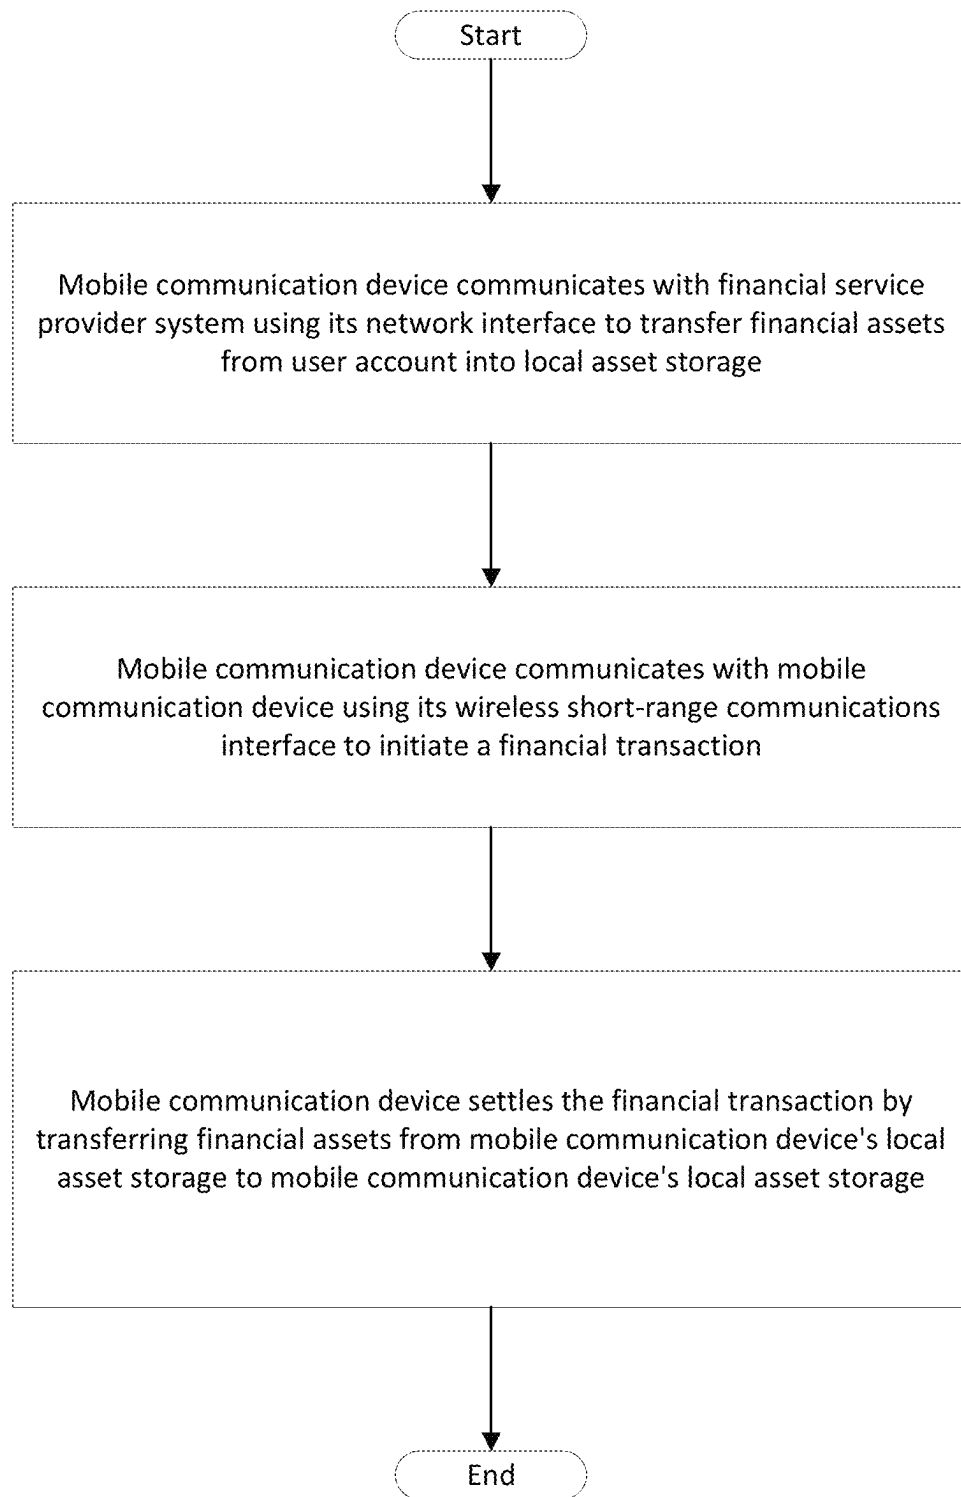 Start
Mobile communication device communicates with financial service
provider system using its network interface to transfer financial assets
from user account into local asset storage
Mobile communication device communicates with mobile
communication device using its wireless short-range communications
interface to initiate a financial transaction
Mobile communication device settles the financial transaction by
transferring financial assets from mobile communication device's local
asset storage to mobile communication device's local asset storage
End